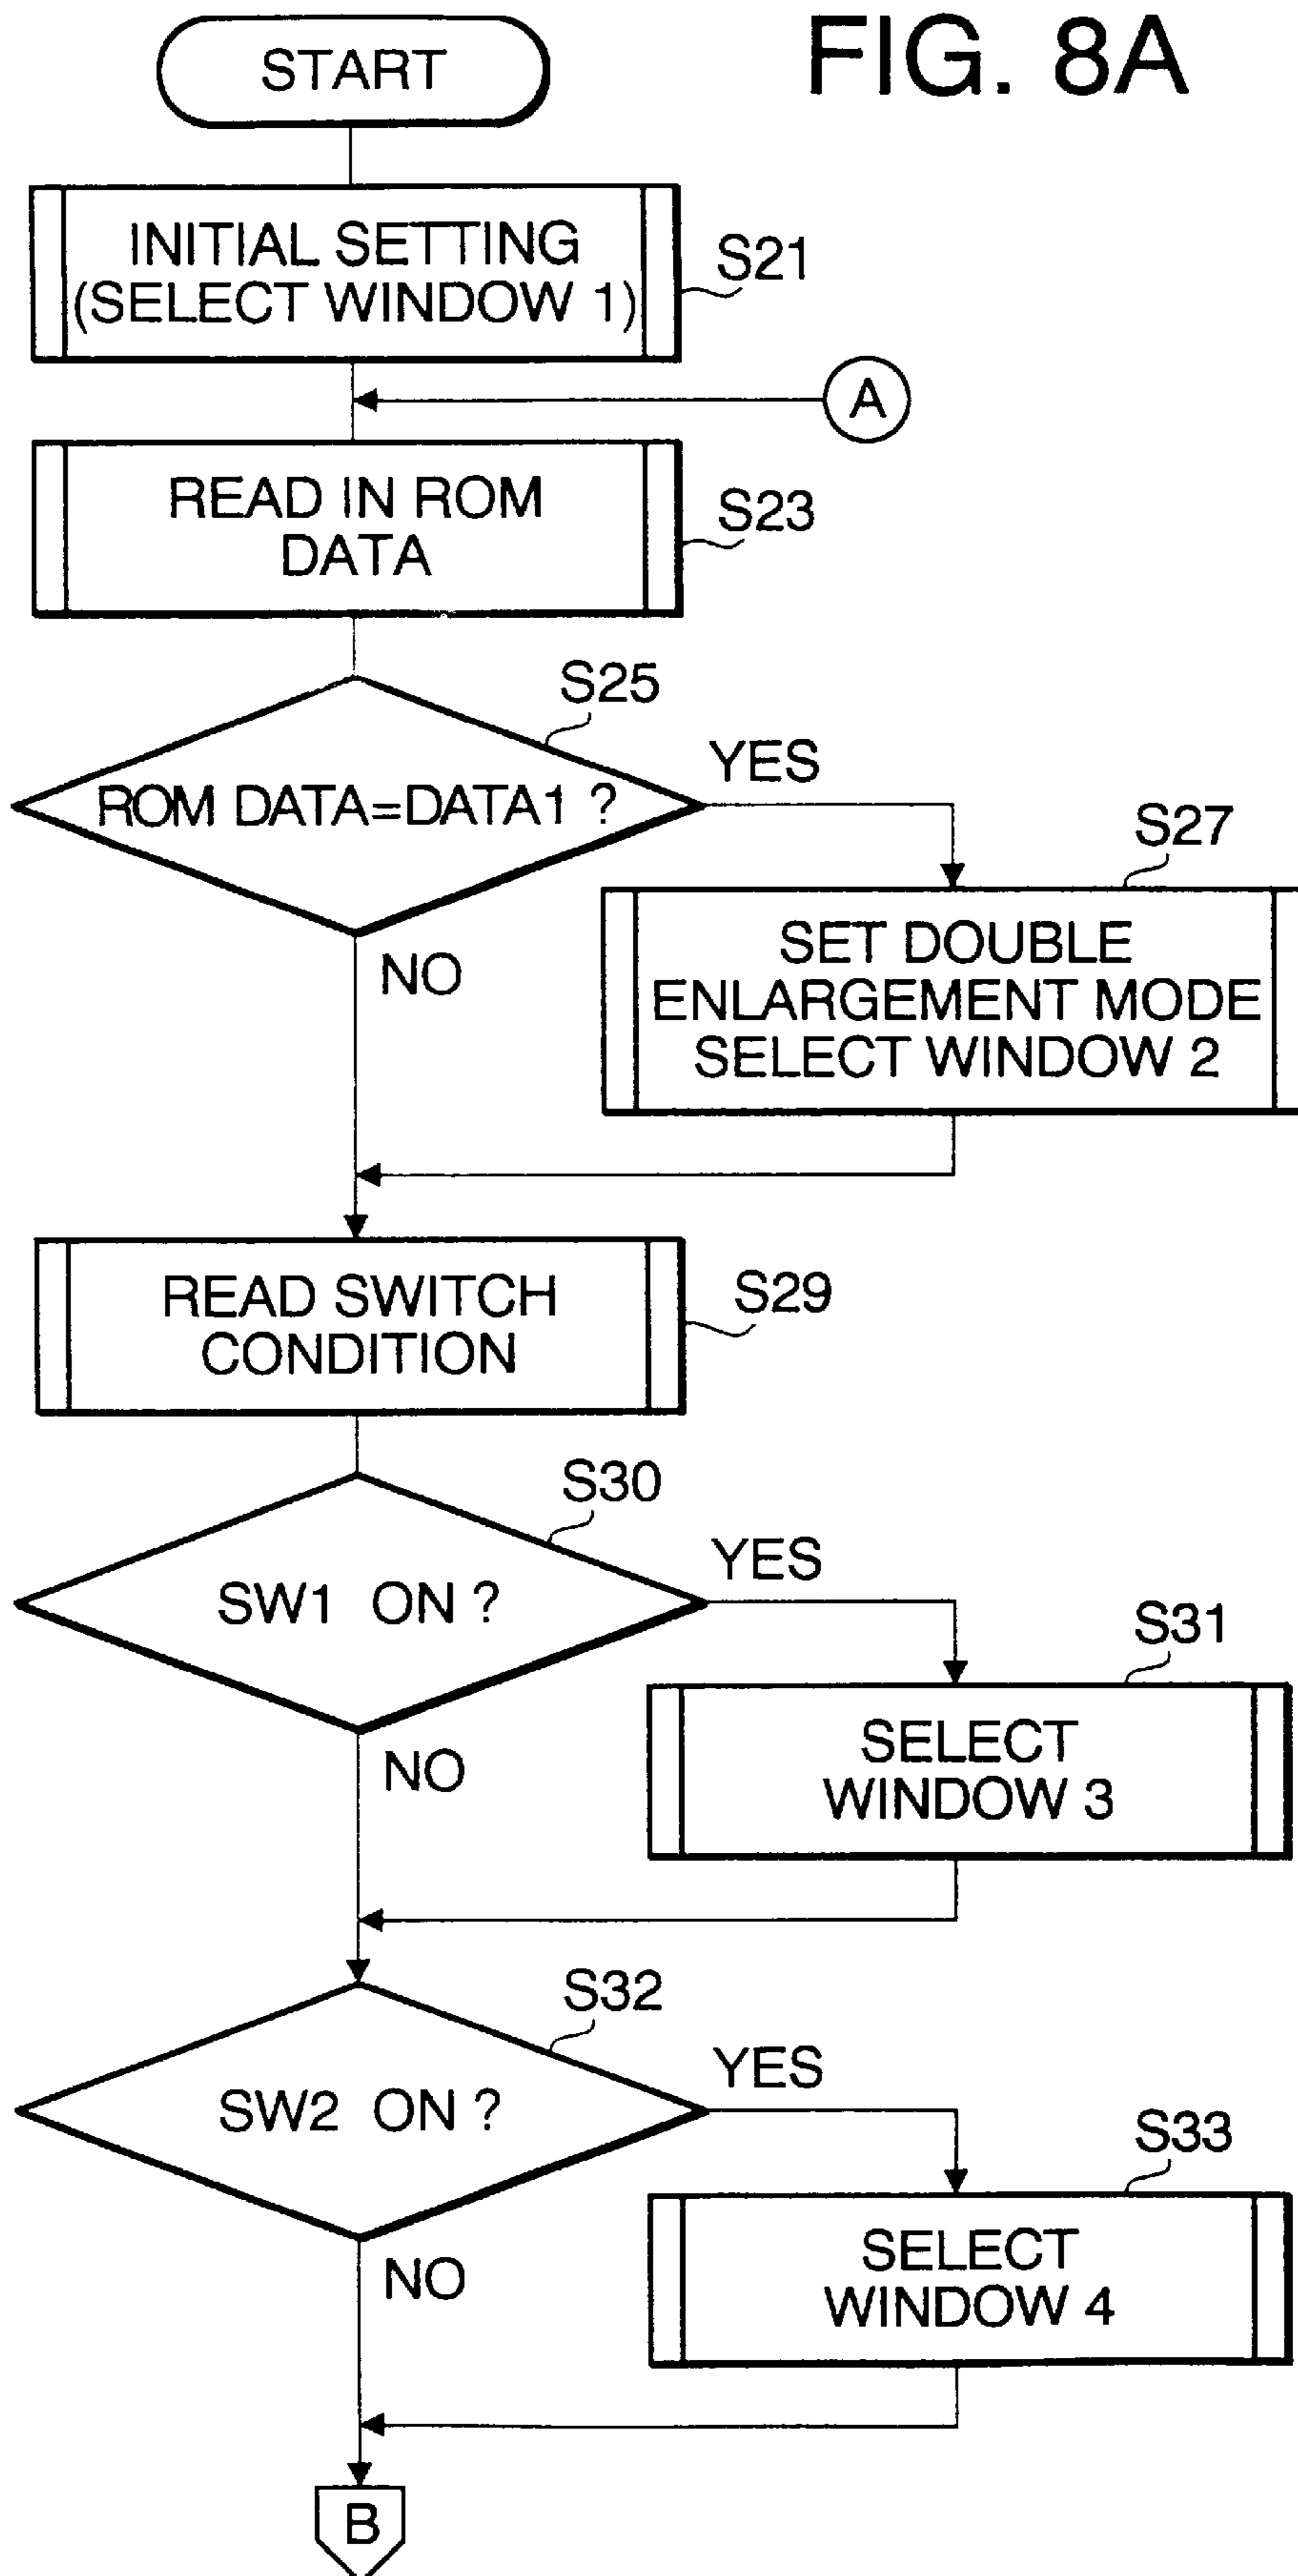 FIG. 8A
START
INITIAL SETTING
(SELECT WINDOW 1)
S21
A
READ IN ROM
DATA
S23
S25
ROM DATA=DATA1 ?
YES
NO
S27
SET DOUBLE
ENLARGEMENT MODE
SELECT WINDOW 2
READ SWITCH
CONDITION
S29
S30
SW1 ON ?
YES
NO
S31
SELECT
WINDOW 3
S32
SW2 ON ?
YES
NO
S33
SELECT
WINDOW 4
B